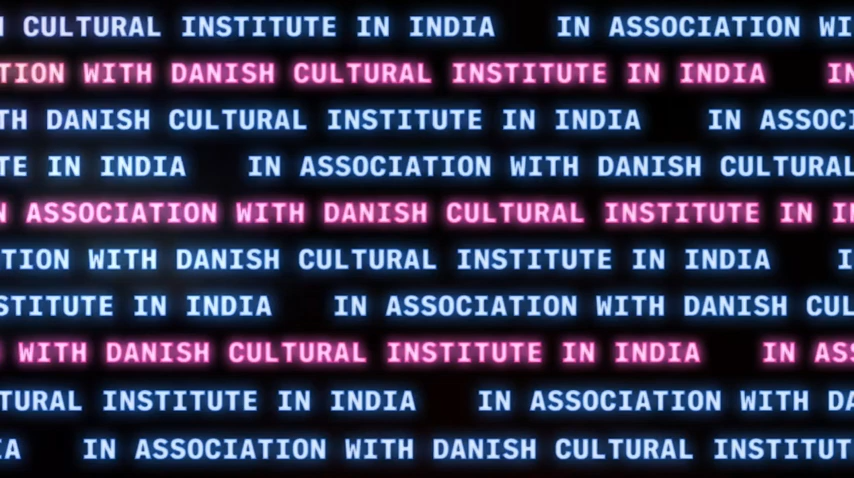 CULTURAL INSTITUTE IN INDIA IN ASSOCIATION WI
TION WITH DANISH CULTURAL INSTITUTE IN INDIA IN
TH DANISH CULTURAL INSTITUTE IN INDIA IN ASSOCI
TE IN INDIA IN ASSOCIATION WITH DANISH CULTURAL
N ASSOCIATION WITH DANISH CULTURAL INSTITUTE IN IN
TION WITH DANISH CULTURAL INSTITUTE IN INDIA I
STITUTE IN INDIA IN ASSOCIATION WITH DANISH CUL
WITH DANISH CULTURAL INSTITUTE IN INDIA IN ASS
TURAL INSTITUTE IN INDIA IN ASSOCIATION WITH DA
IA IN ASSOCIATION WITH DANISH CULTURAL INSTITUT